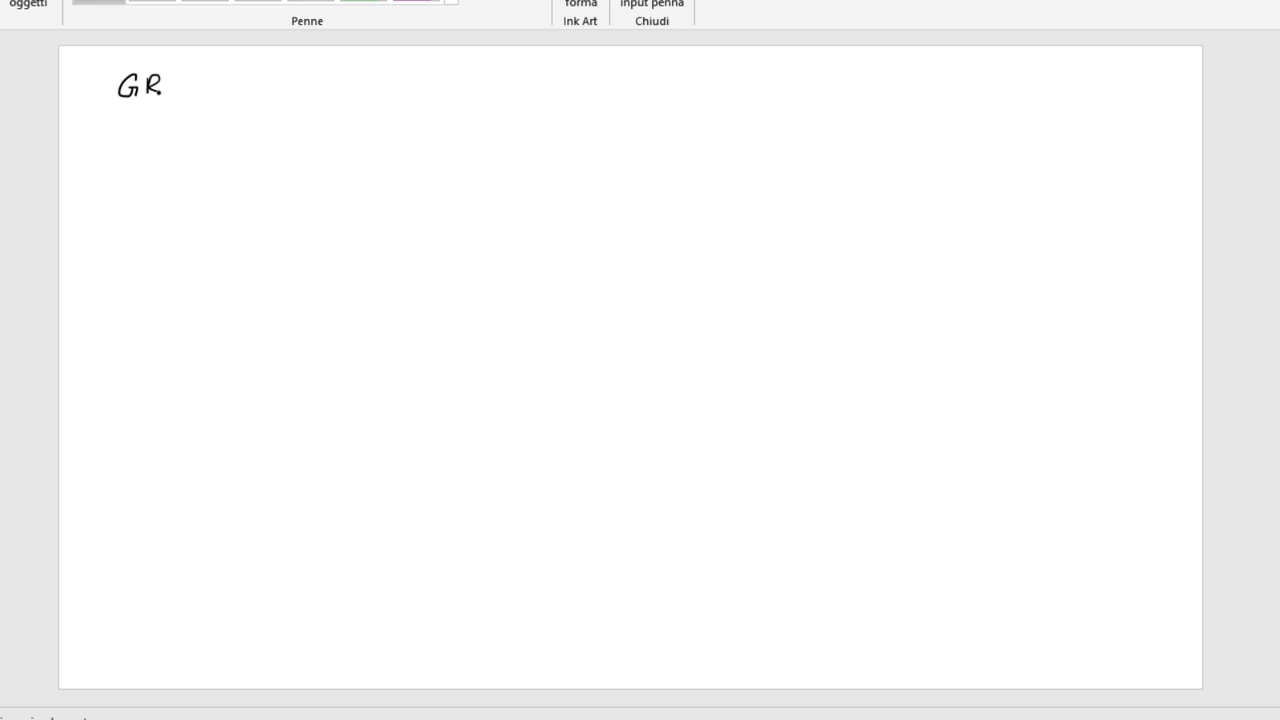 oggetti
Penne
forma
Ink Art
input penna
Chiudi
GR